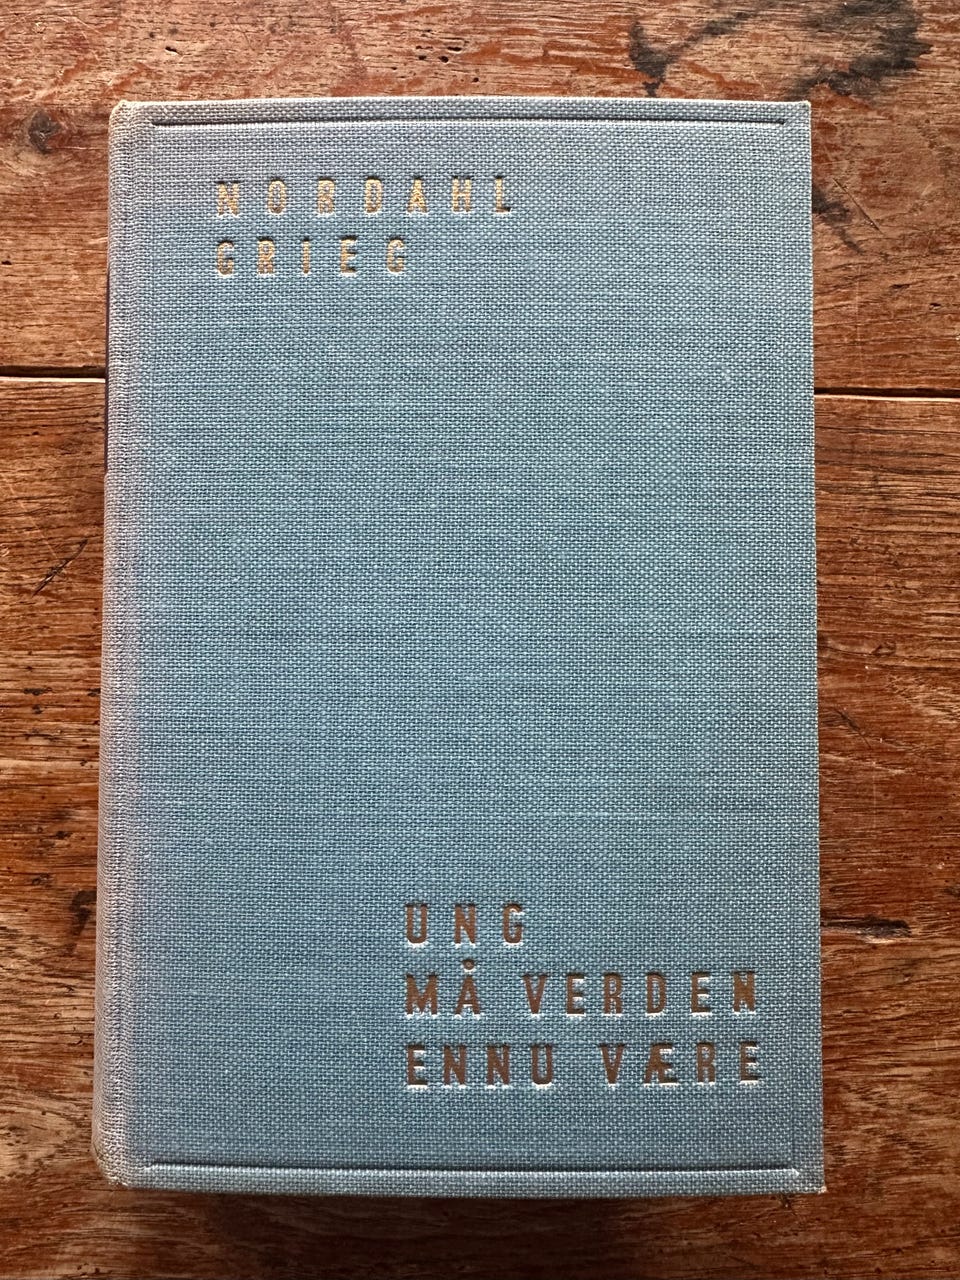 NORDAHL
GRIEG
UNG
MÅ VERDEN
ENNU VÆRE